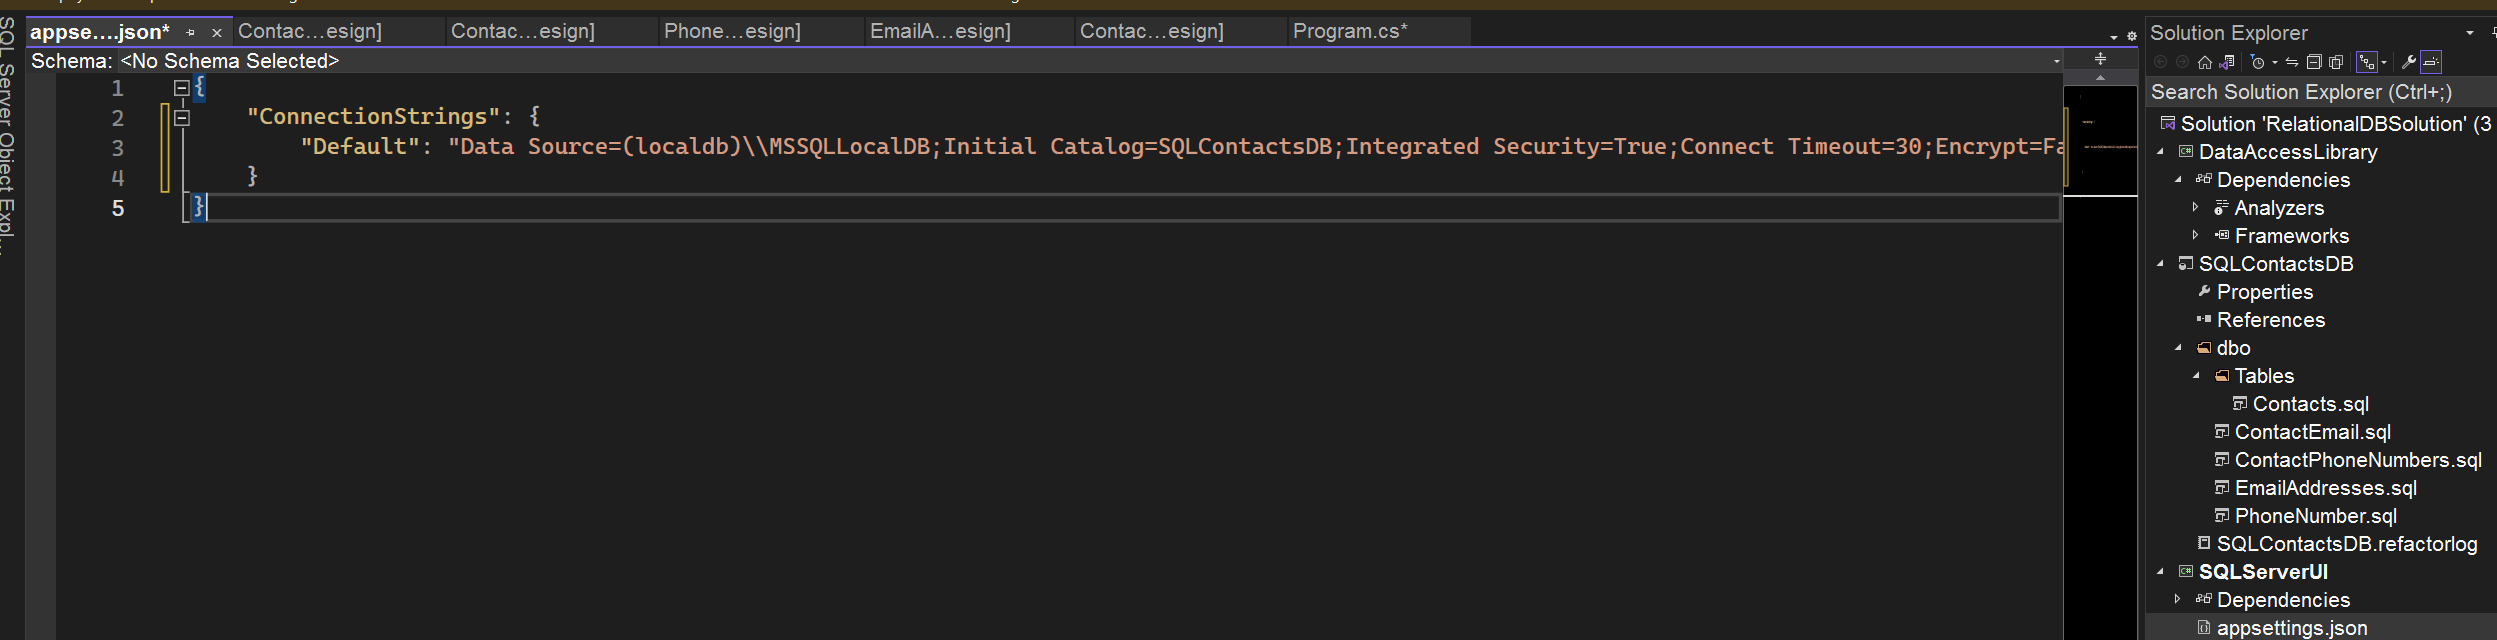 appse....json*
Contac...esign]
Contac...esign]
Phone...esign]
EmailA...esign]
Contac...esign]
Program.cs*
Schema: <No Schema Selected>
1 {
2 "ConnectionStrings": {
3 "Default": "Data Source=(localdb)\\MSSQLLocalDB;Initial Catalog=SQLContactsDB;Integrated Security=True;Connect Timeout=30;Encrypt=Fa
4 }
5 }
SQL Server Object Expl...
Solution Explorer
Search Solution Explorer (Ctrl+;)
Solution 'RelationalDBSolution' (3
DataAccessLibrary
Dependencies
Analyzers
Frameworks
SQLContactsDB
Properties
References
dbo
Tables
Contacts.sql
ContactEmail.sql
ContactPhoneNumbers.sql
EmailAddresses.sql
PhoneNumber.sql
SQLContactsDB.refactorlog
SQLServerUI
Dependencies
appsettings.json